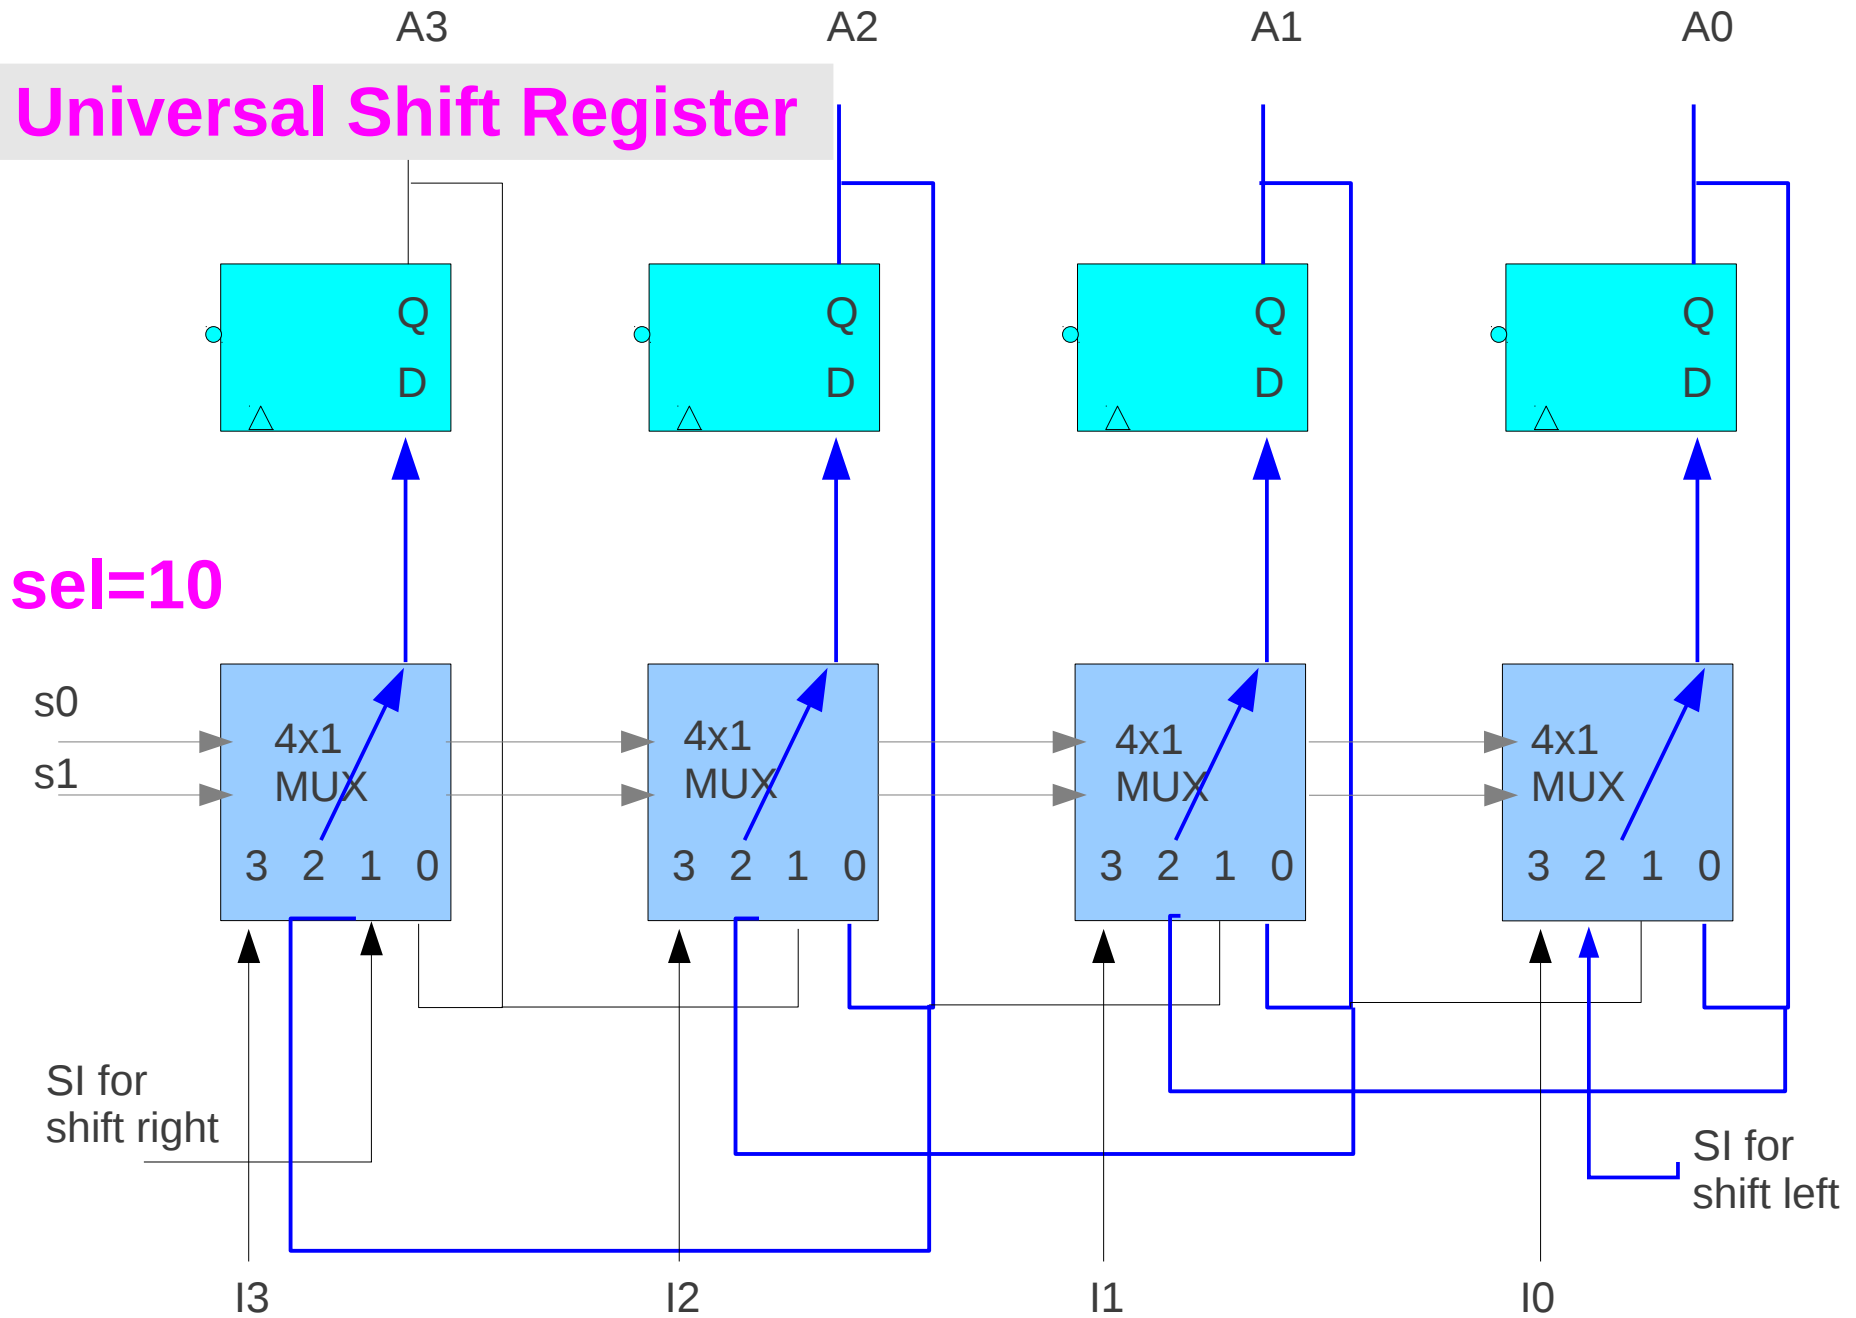 A3 A2 A1 A0
Universal Shift Register
Q Q Q Q
D D D D
sel=10
s0
s1
4x1
MUX
4x1
MUX
4x1
MUX
4x1
MUX
3 2 1 0 3 2 1 0 3 2 1 0 3 2 1 0
SI for
shift right
SI for
shift left
I3 I2 I1 I0